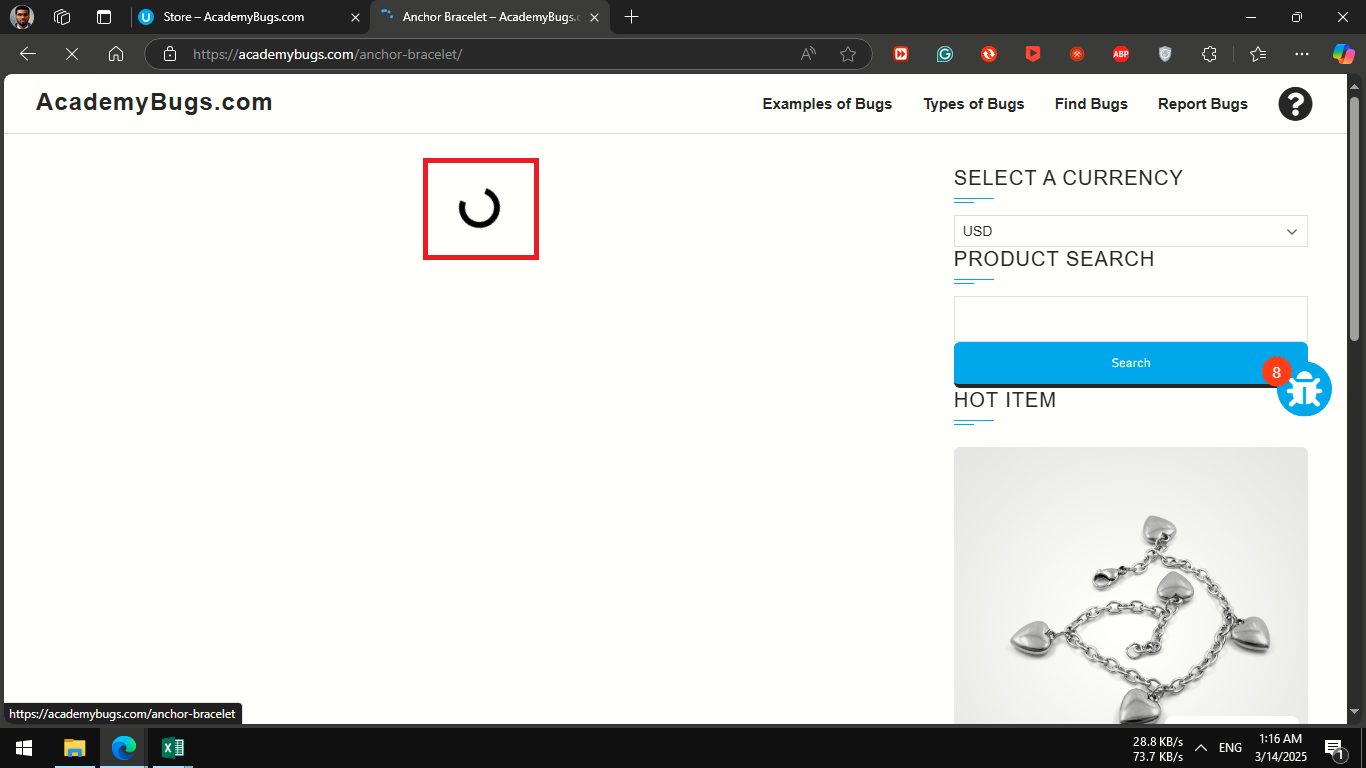 Store – AcademyBugs.com
Anchor Bracelet – AcademyBugs.c
https://academybugs.com/anchor-bracelet/
ABP
AcademyBugs.com
Examples of Bugs
Types of Bugs
Find Bugs
Report Bugs
?
SELECT A CURRENCY
USD
PRODUCT SEARCH
Search
8
HOT ITEM
https://academybugs.com/anchor-bracelet
28.8 KB/s
73.7 KB/s
ENG
1:16 AM
3/14/2025
1